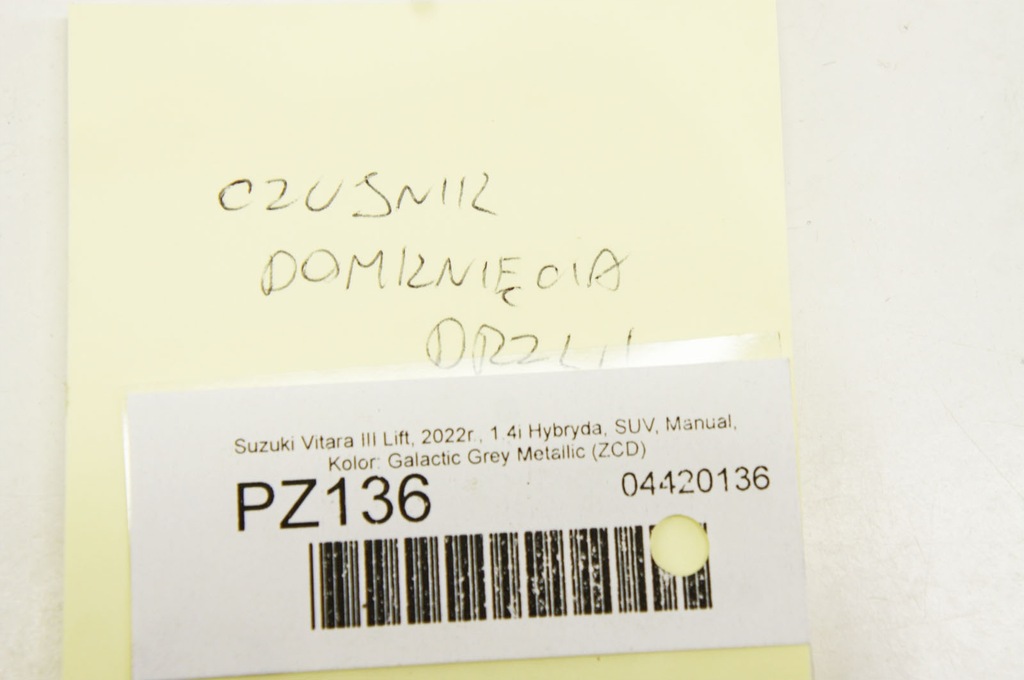 CZUJNIK
DOMKNIĘCIA
Suzuki Vitara III Lift, 2022r., 1.4i Hybryda, SUV, Manual,
Kolor: Galactic Grey Metallic (ZCD)
PZ136
04420136